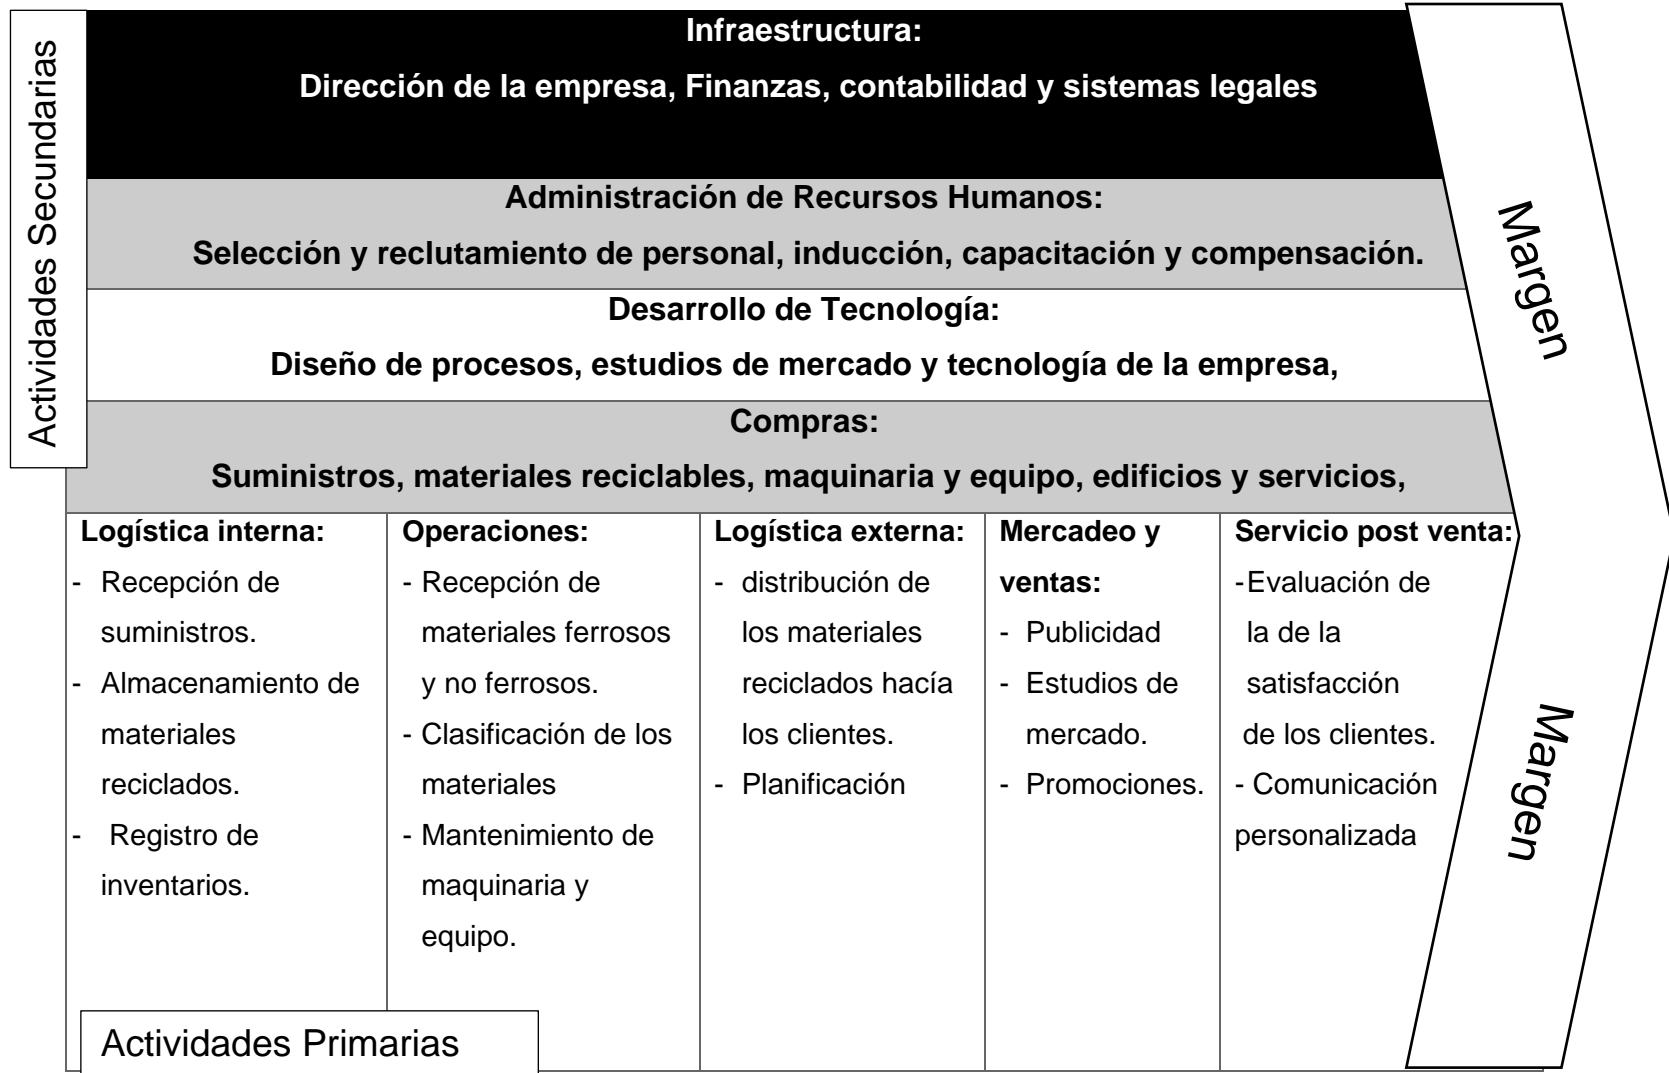 Actividades Secundarias
Infraestructura:
Dirección de la empresa, Finanzas, contabilidad y sistemas legales
Administración de Recursos Humanos:
Selección y reclutamiento de personal, inducción, capacitación y compensación.
Desarrollo de Tecnología:
Diseño de procesos, estudios de mercado y tecnología de la empresa,
Compras:
Suministros, materiales reciclables, maquinaria y equipo, edificios y servicios,
Logística interna:
- Recepción de
suministros.
- Almacenamiento de
materiales
reciclados.
- Registro de
inventarios.
Operaciones:
- Recepción de
materiales ferrosos
y no ferrosos.
- Clasificación de los
materiales
- Mantenimiento de
maquinaria y
equipo.
Logística externa:
- distribución de
los materiales
reciclados hacía
los clientes.
- Planificación
Mercadeo y
ventas:
- Publicidad
- Estudios de
mercado.
- Promociones.
Servicio post venta:
-Evaluación de
la de la
satisfacción
de los clientes.
- Comunicación
personalizada
Margen
Margen
Actividades Primarias